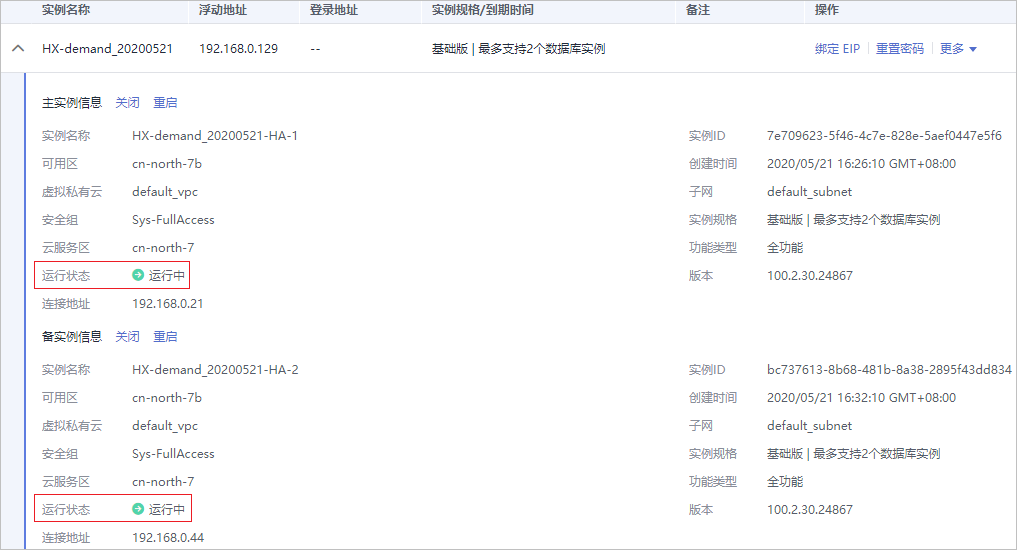 实例名称 浮动地址 登录地址 实例规格/到期时间 备注 操作
HX-demand_20200521 192.168.0.129 -- 基础版 | 最多支持2个数据库实例 绑定 EIP 重置密码 更多
主实例信息 关闭 重启
实例名称 HX-demand_20200521-HA-1 实例ID 7e709623-5f46-4c7e-828e-5aef0447e5f6
可用区 cn-north-7b 创建时间 2020/05/21 16:26:10 GMT+08:00
虚拟私有云 default_vpc 子网 default_subnet
安全组 Sys-FullAccess 实例规格 基础版 | 最多支持2个数据库实例
云服务区 cn-north-7 功能类型 全功能
运行状态 运行中 版本 100.2.30.24867
连接地址 192.168.0.21
备实例信息 关闭 重启
实例名称 HX-demand_20200521-HA-2 实例ID bc737613-8b68-481b-8a38-2895f43dd834
可用区 cn-north-7b 创建时间 2020/05/21 16:32:10 GMT+08:00
虚拟私有云 default_vpc 子网 default_subnet
安全组 Sys-FullAccess 实例规格 基础版 | 最多支持2个数据库实例
云服务区 cn-north-7 功能类型 全功能
运行状态 运行中 版本 100.2.30.24867
连接地址 192.168.0.44